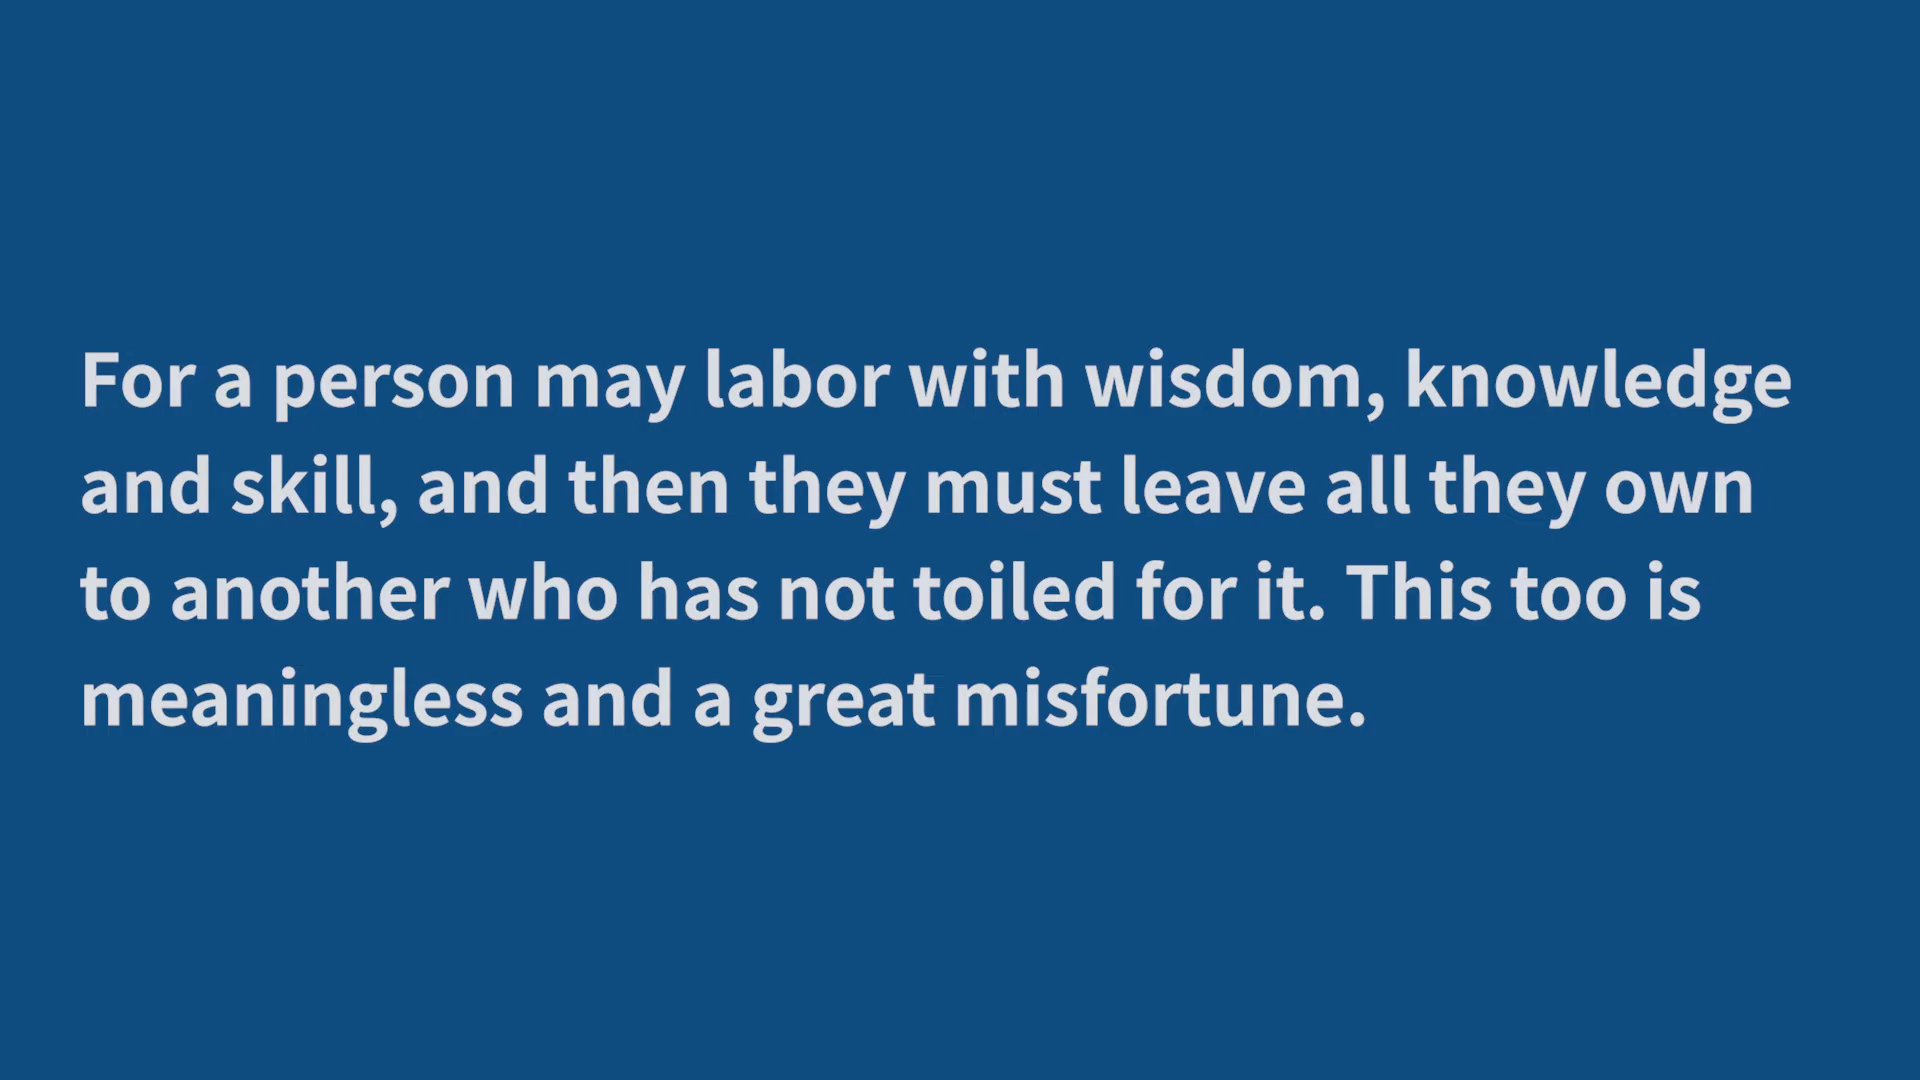 For a person may labor with wisdom, knowledge
and skill, and then they must leave all they own
to another who has not toiled for it. This too is
meaningless and a great misfortune.